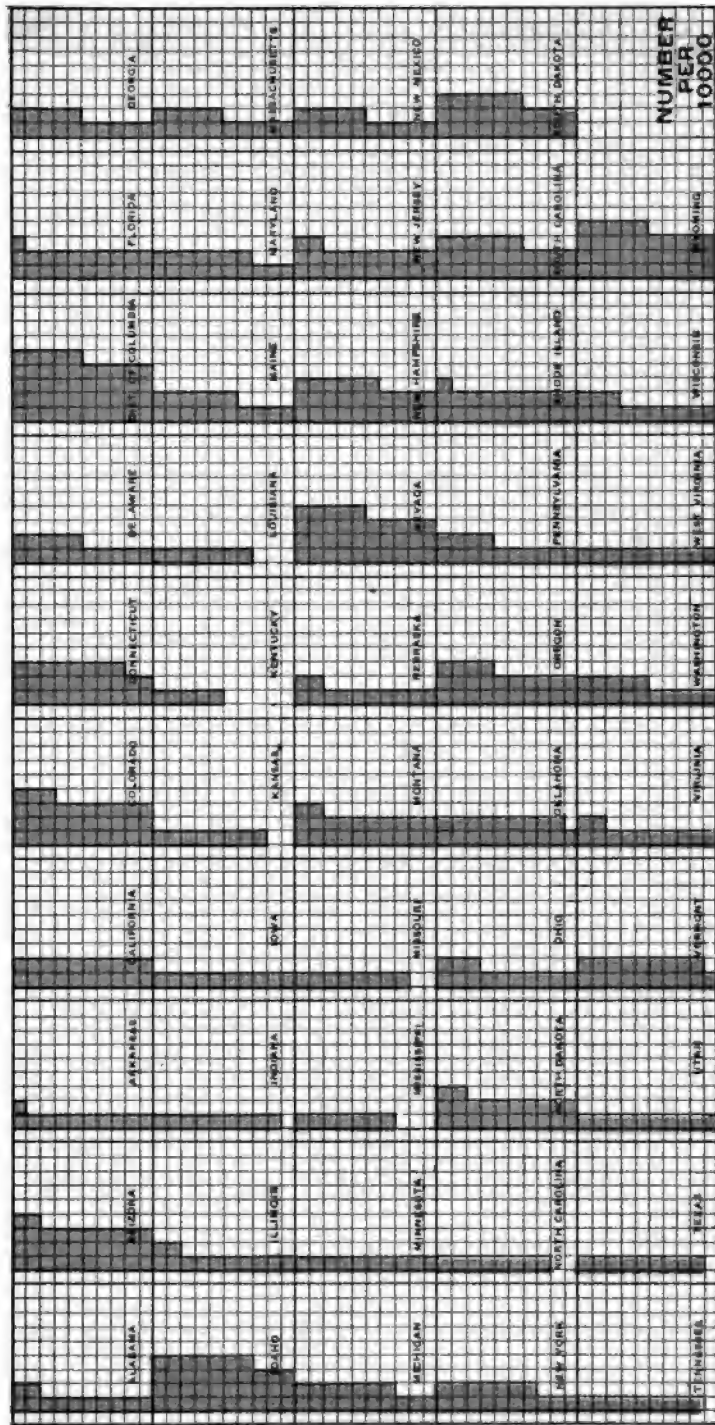 ALABAMA
ARIZONA
ARKANSAS
CALIFORNIA
COLORADO
CONNECTICUT
DELAWARE
DIST. OF COLUMBIA
FLORIDA
GEORGIA
IDAHO
ILLINOIS
INDIANA
IOWA
KANSAS
KENTUCKY
LOUISIANA
MAINE
MARYLAND
MASSACHUSETTS
MICHIGAN
MINNESOTA
MISSISSIPPI
MISSOURI
MONTANA
NEBRASKA
NEVADA
NEW HAMPSHIRE
NEW JERSEY
NEW MEXICO
NEW YORK
NORTH CAROLINA
NORTH DAKOTA
OHIO
OKLAHOMA
OREGON
PENNSYLVANIA
RHODE ISLAND
SOUTH CAROLINA
SOUTH DAKOTA
TENNESSEE
TEXAS
UTAH
VERMONT
VIRGINIA
WASHINGTON
WEST VIRGINIA
WISCONSIN
WYOMING
NUMBER
PER
10000